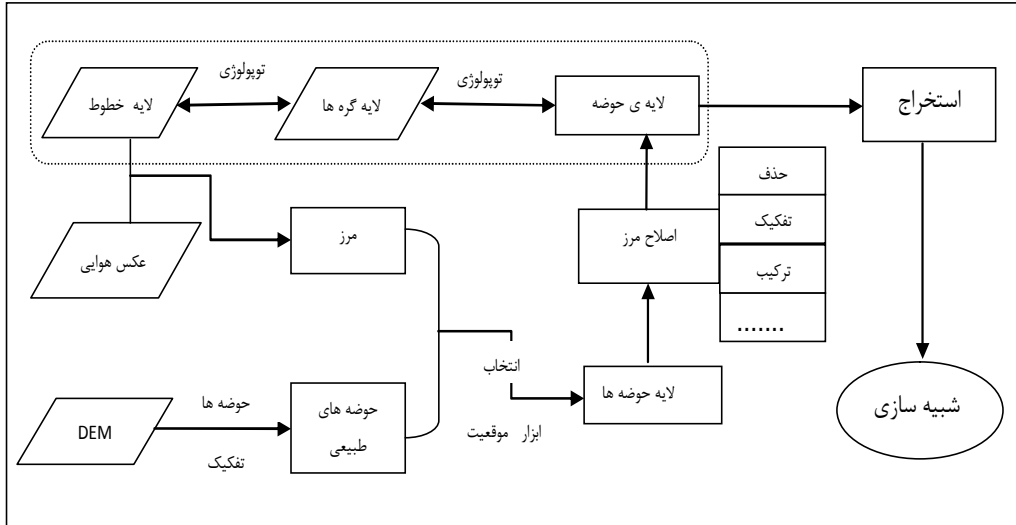 توپولوژی
توپولوژی
لایه خطوط
لایه گره ها
لایه ی حوضه
استخراج
حذف
تفکیک
ترکیب
.......
اصلاح مرز
مرز
عکس هوایی
انتخاب
ابزار موقعیت
لایه حوضه ها
شبیه سازی
DEM
حوضه ها
تفکیک
حوضه های
طبیعی